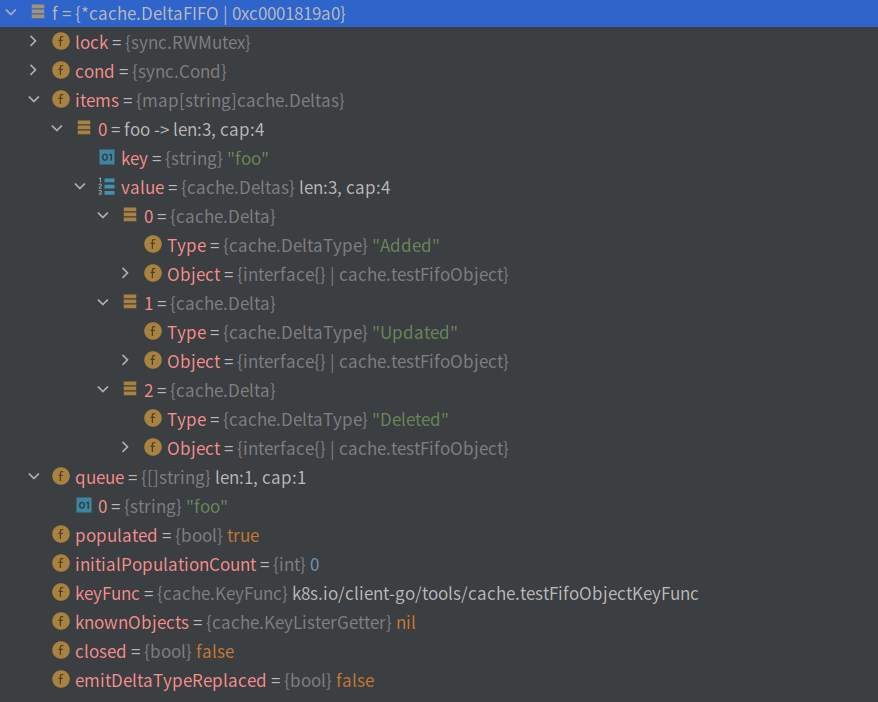 f = {*cache.DeltaFIFO | 0xc0001819a0}
f lock = {sync.RWMutex}
f cond = {sync.Cond}
f items = {map[string]cache.Deltas}
0 = foo -> len:3, cap:4
01 key = {string} "foo"
123 value = {cache.Deltas} len:3, cap:4
0 = {cache.Delta}
f Type = {cache.DeltaType} "Added"
f Object = {interface{} | cache.testFifoObject}
1 = {cache.Delta}
f Type = {cache.DeltaType} "Updated"
f Object = {interface{} | cache.testFifoObject}
2 = {cache.Delta}
f Type = {cache.DeltaType} "Deleted"
f Object = {interface{} | cache.testFifoObject}
f queue = {[]string} len:1, cap:1
01 0 = {string} "foo"
f populated = {bool} true
f initialPopulationCount = {int} 0
f keyFunc = {cache.KeyFunc} k8s.io/client-go/tools/cache.testFifoObjectKeyFunc
f knownObjects = {cache.KeyListerGetter} nil
f closed = {bool} false
f emitDeltaTypeReplaced = {bool} false